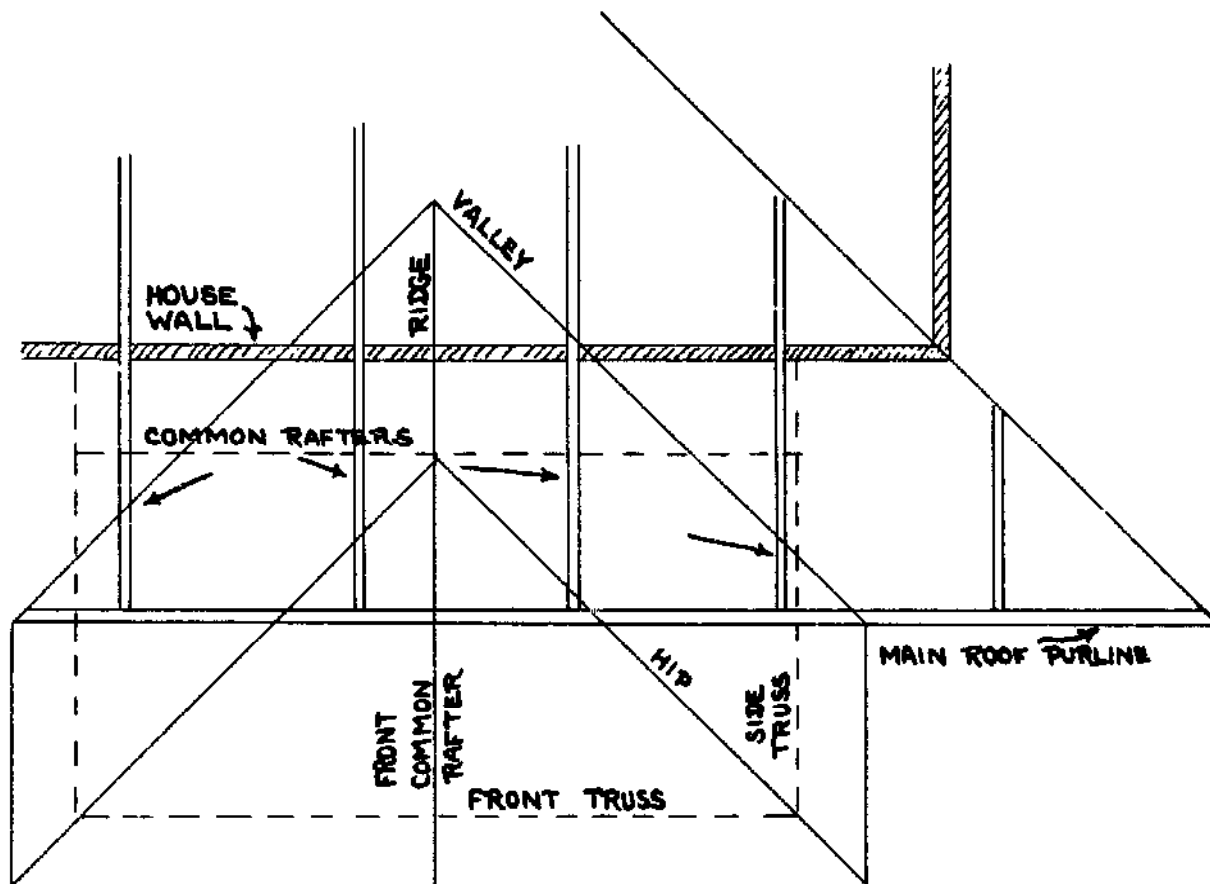 VALLEY
RIDGE
HOUSE
WALL
COMMON RAFTERS
HIP
MAIN ROOF PURLINE
SIDE
TRUSS
FRONT
COMMON
RAFTER
FRONT TRUSS